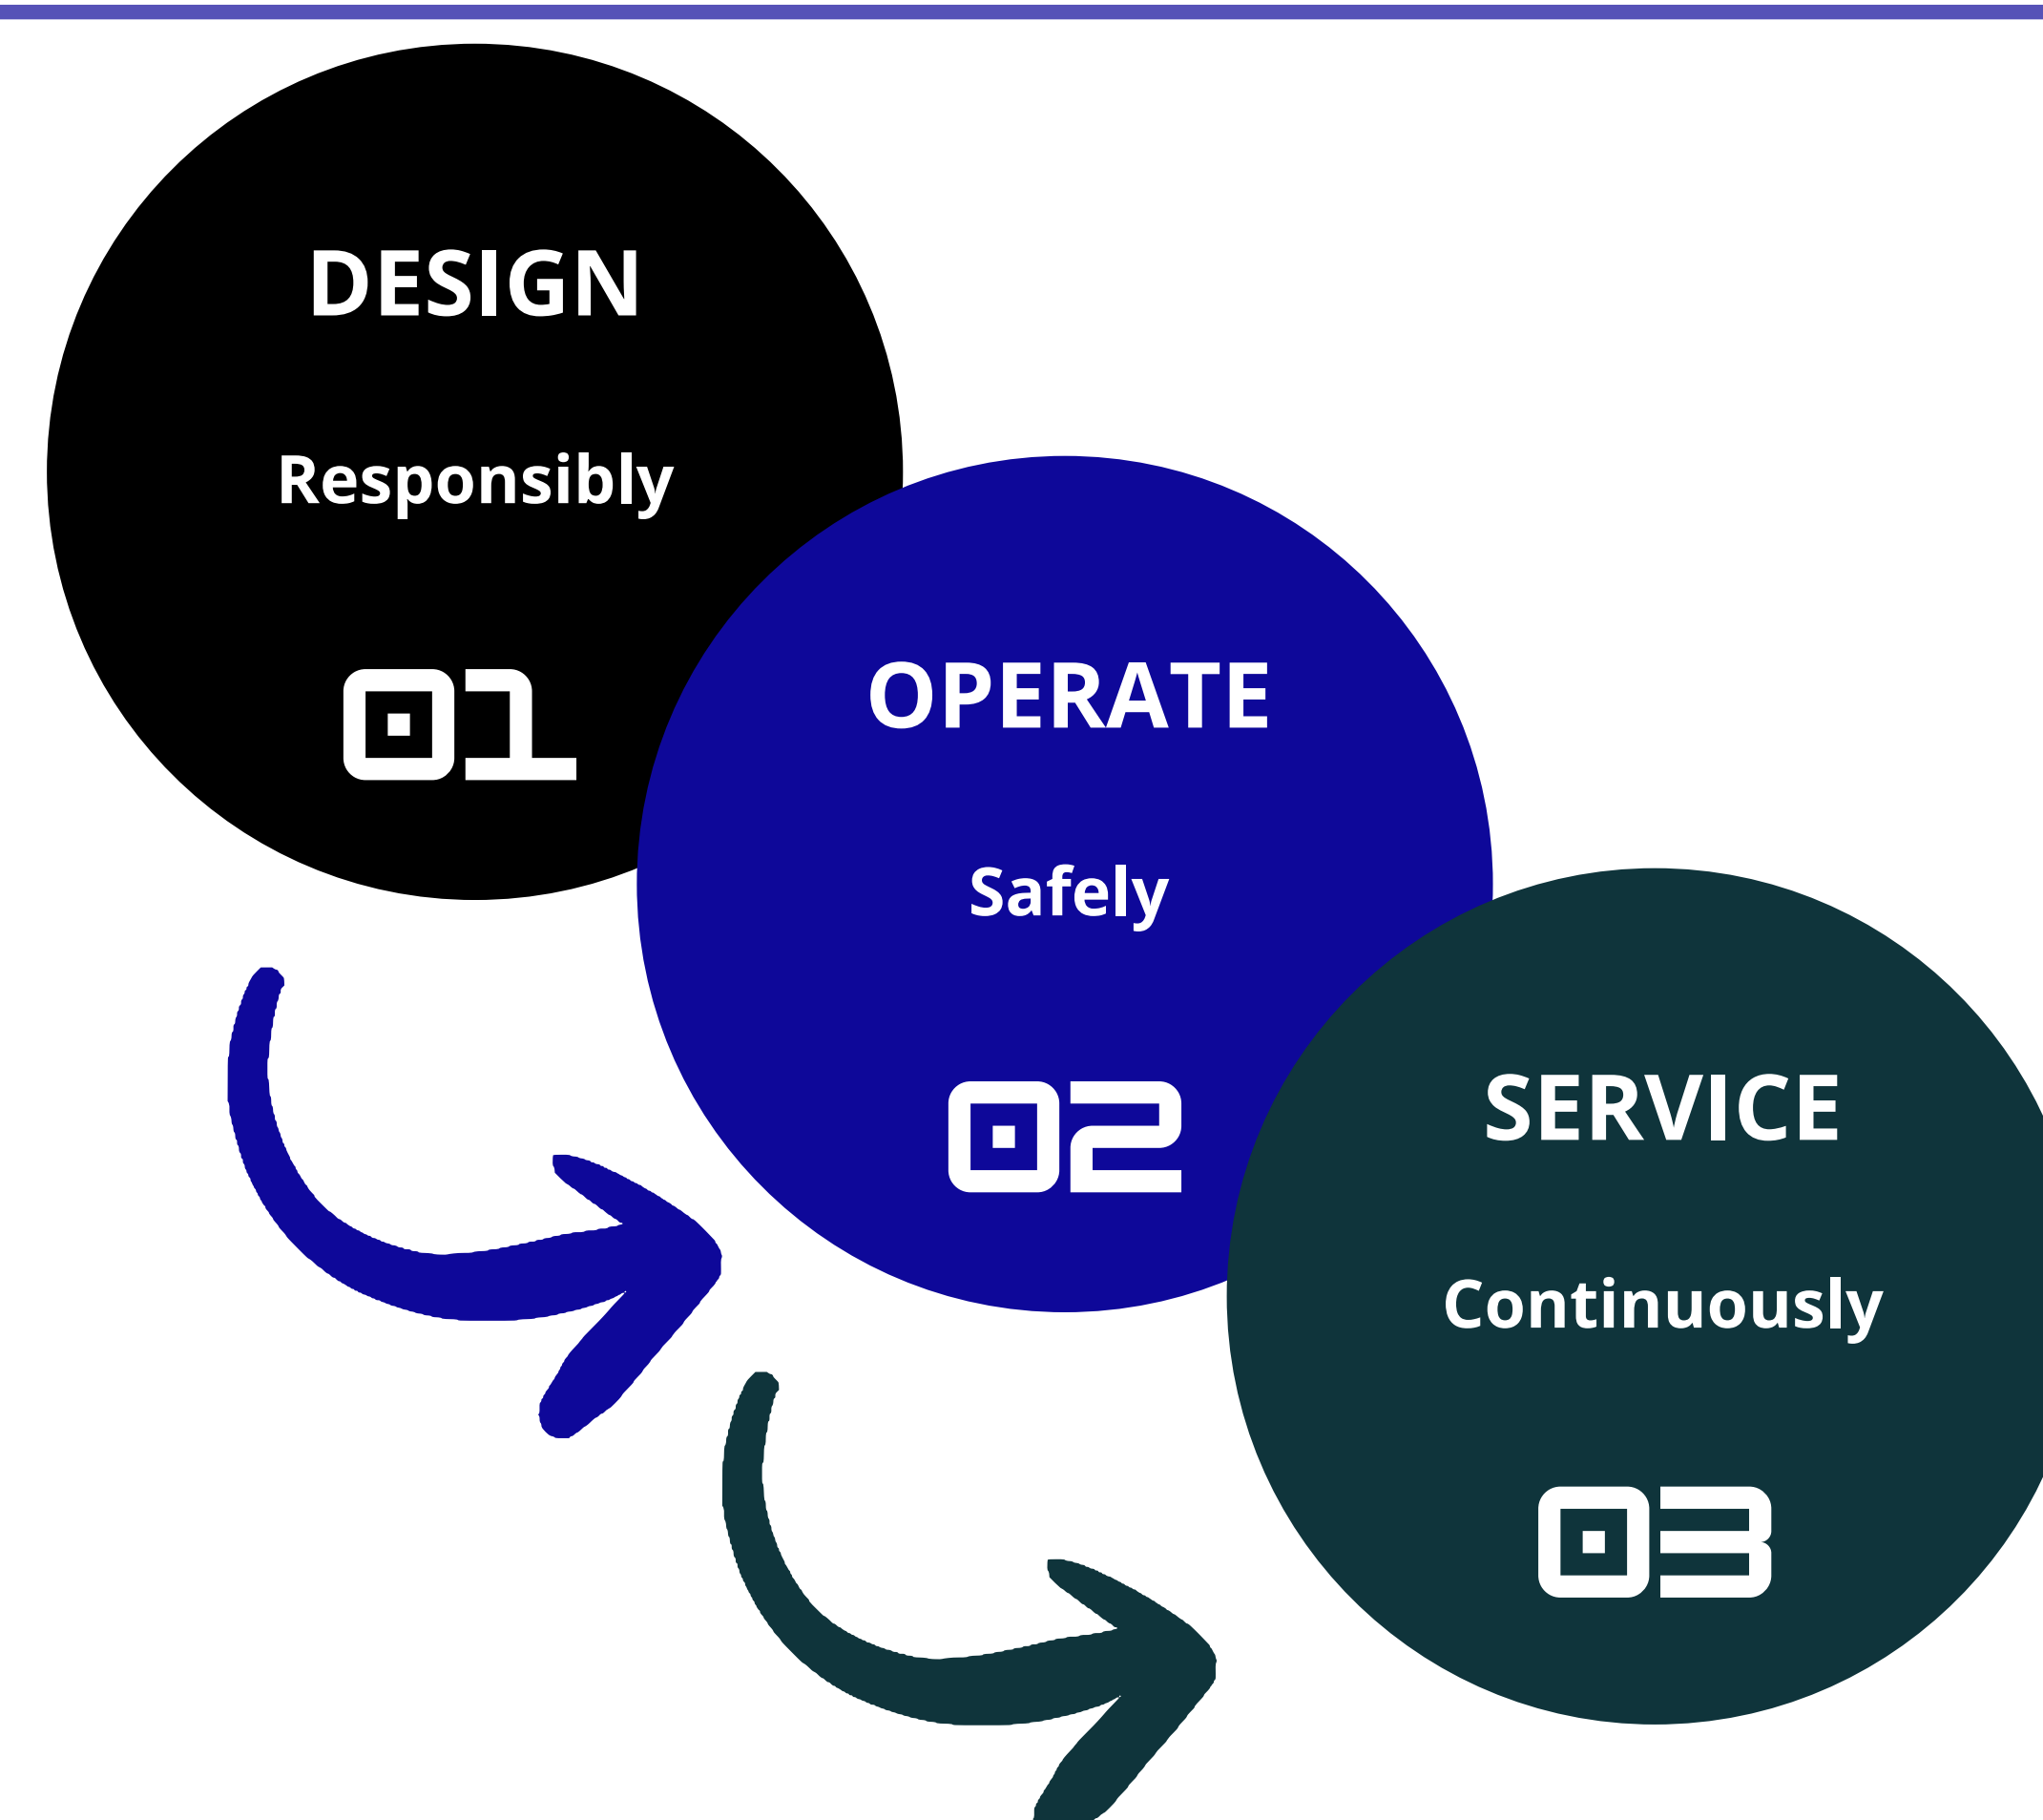 DESIGN
Responsibly
01
OPERATE
Safely
02
SERVICE
Continuously
03